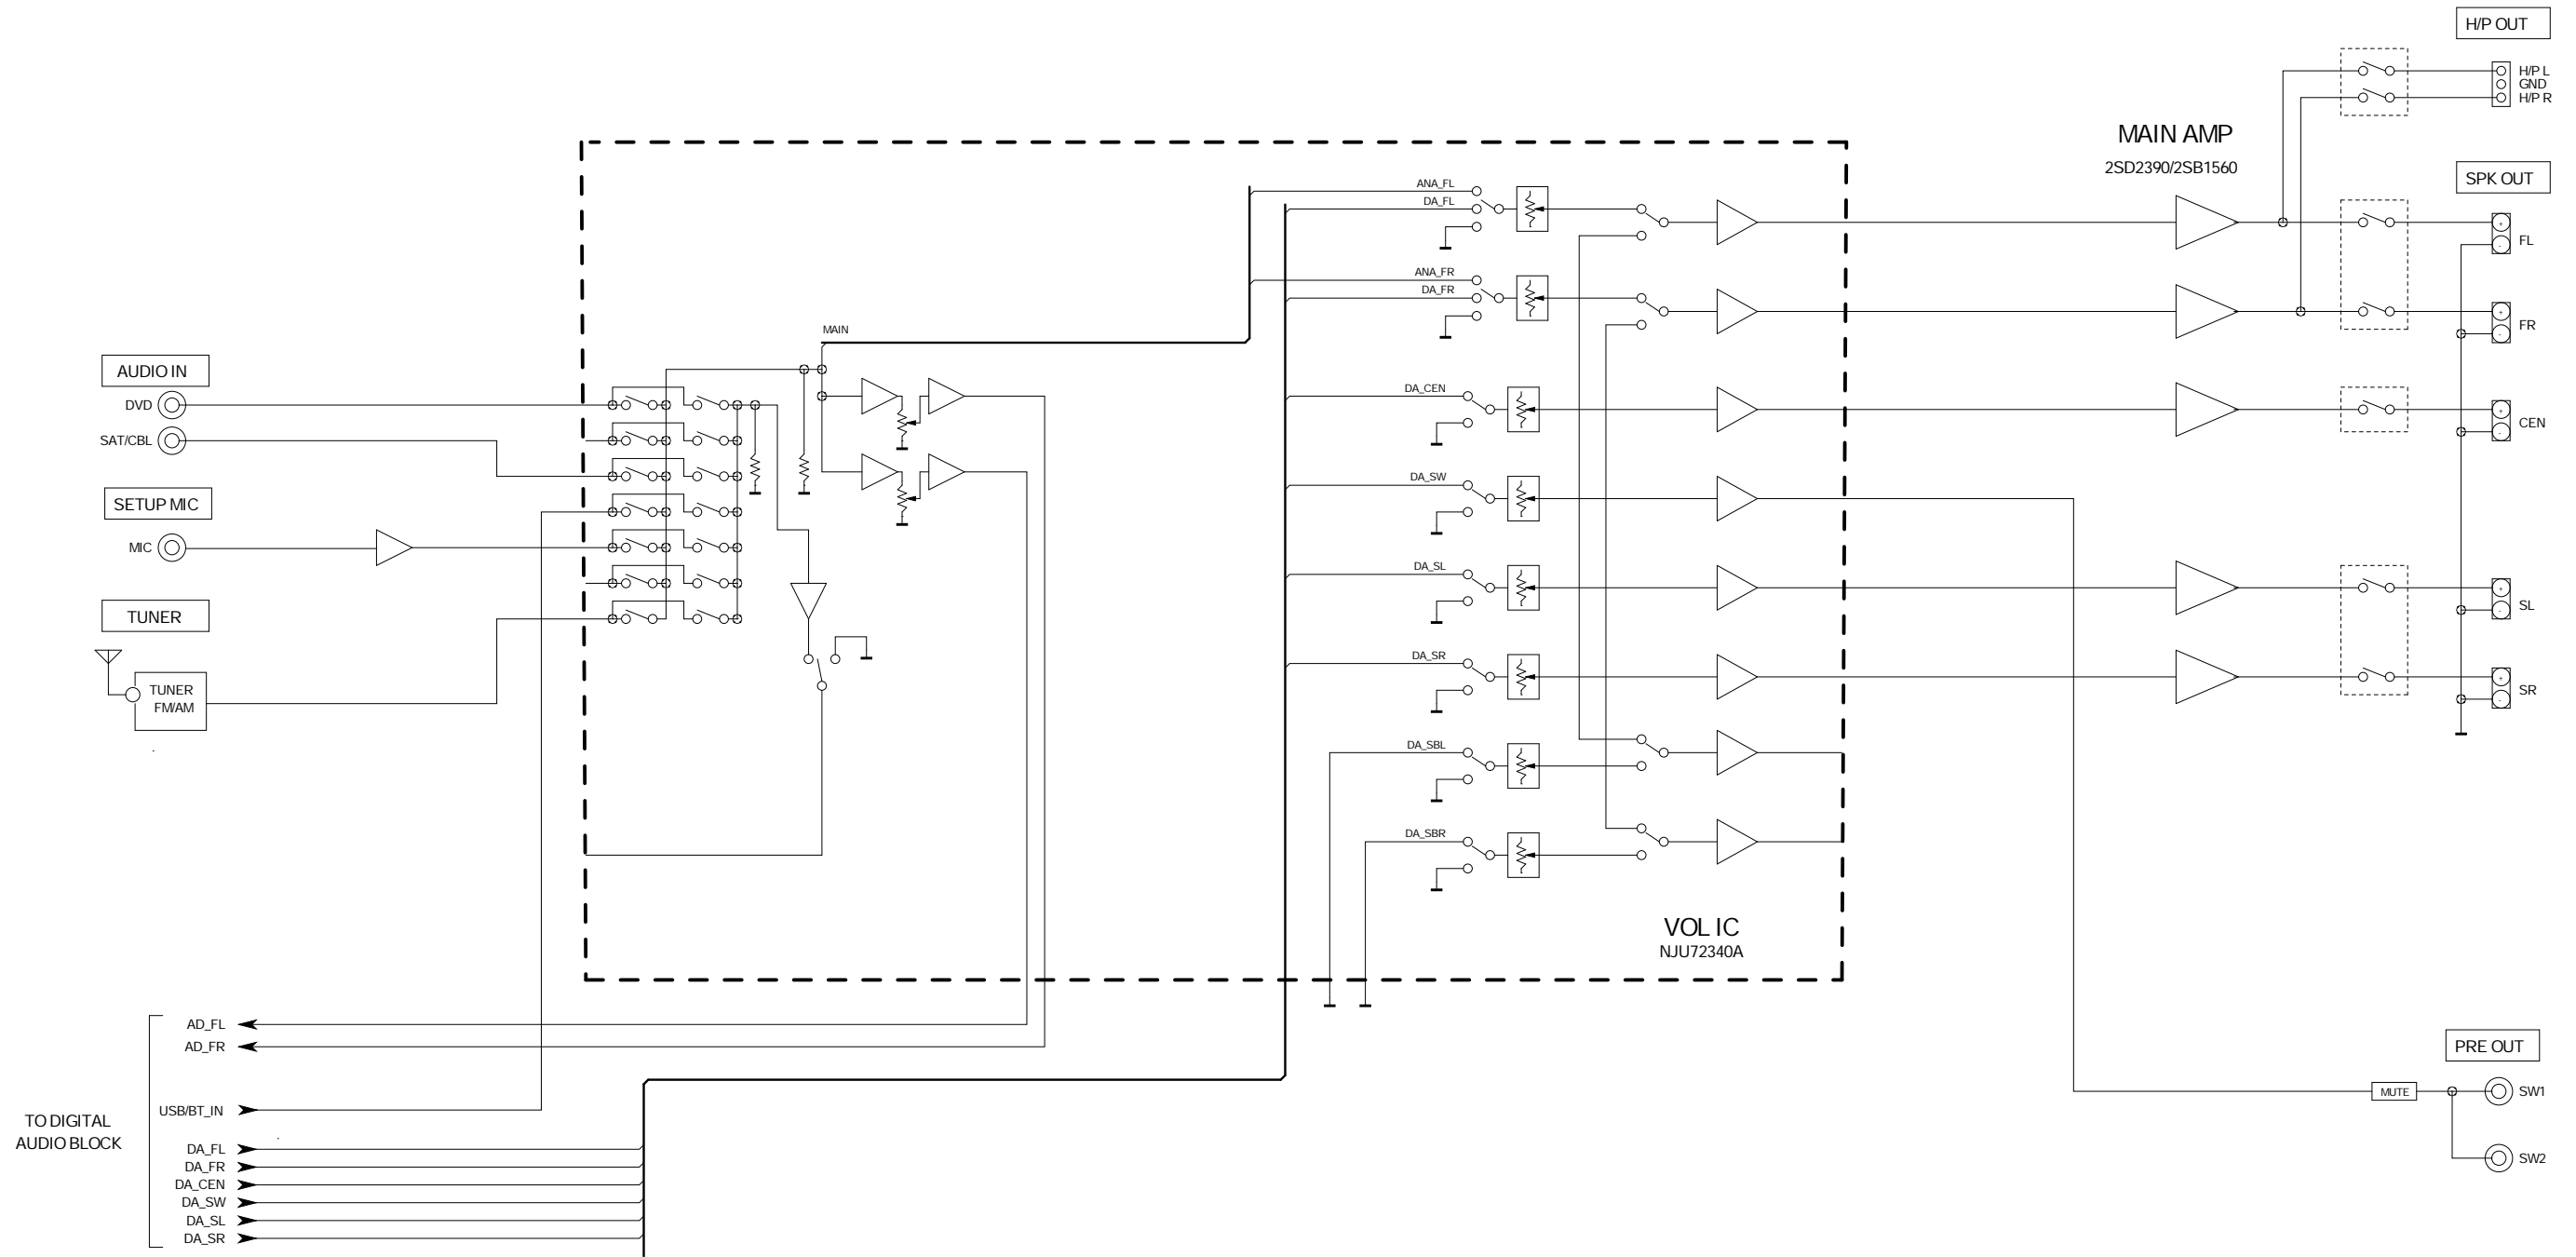 H/P OUT
H/P L
GND
H/P R
MAIN AMP
2SD2390/2SB1560
SPK OUT
ANA_FL
DA_FL
FL
ANA_FR
DA_FR
FR
MAIN
AUDIO IN
DVD
SAT/CBL
DA_CEN
CEN
DA_SW
SETUP MIC
MIC
DA_SL
SL
TUNER
DA_SR
SR
TUNER
FM/AM
DA_SBL
DA_SBR
VOL IC
NJU72340A
AD_FL
AD_FR
PRE OUT
MUTE
SW1
SW2
USB/BT_IN
TO DIGITAL
AUDIO BLOCK
DA_FL
DA_FR
DA_CEN
DA_SW
DA_SL
DA_SR